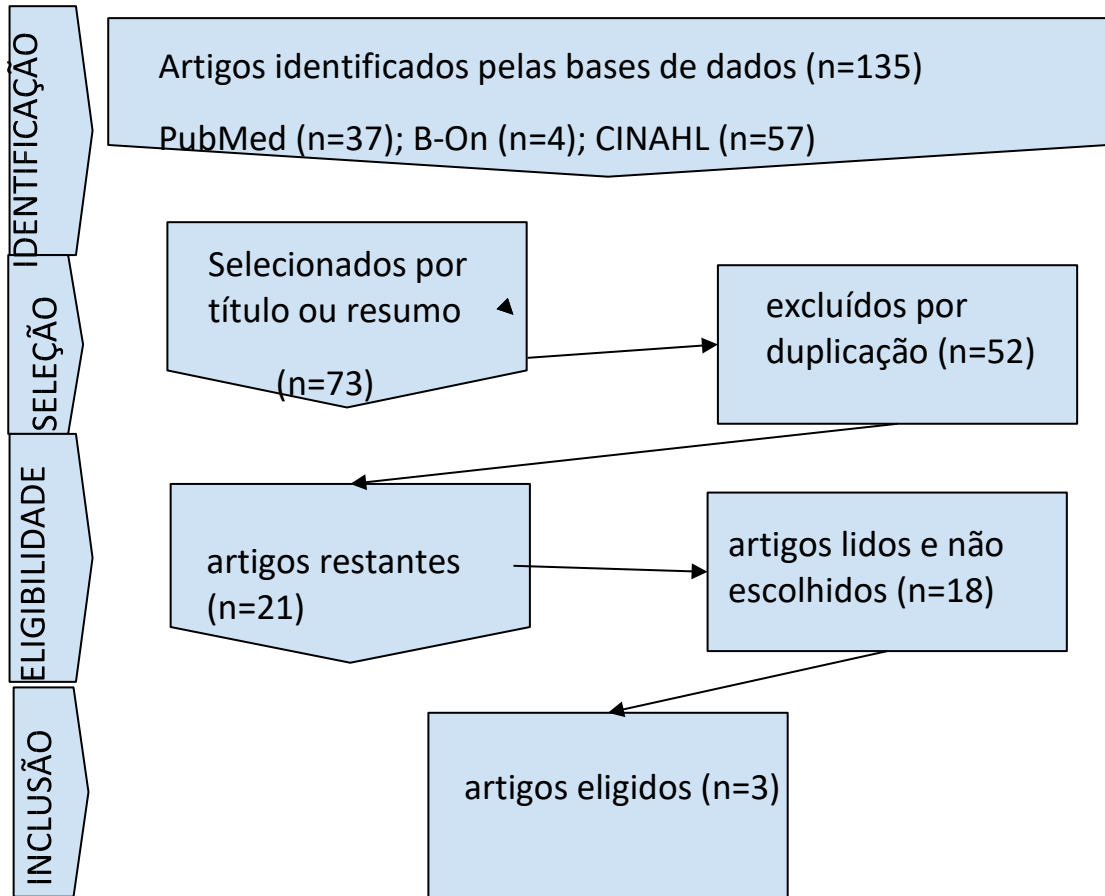 IDENTIFICAÇÃO
Artigos identificados pelas bases de dados (n=135)
PubMed (n=37); B-On (n=4); CINAHL (n=57)
SELEÇÃO
Selecionados por
título ou resumo
(n=73)
excluídos por
duplicação (n=52)
ELIGIBILIDADE
artigos restantes
(n=21)
artigos lidos e não
escolhidos (n=18)
INCLUSÃO
artigos eligidos (n=3)